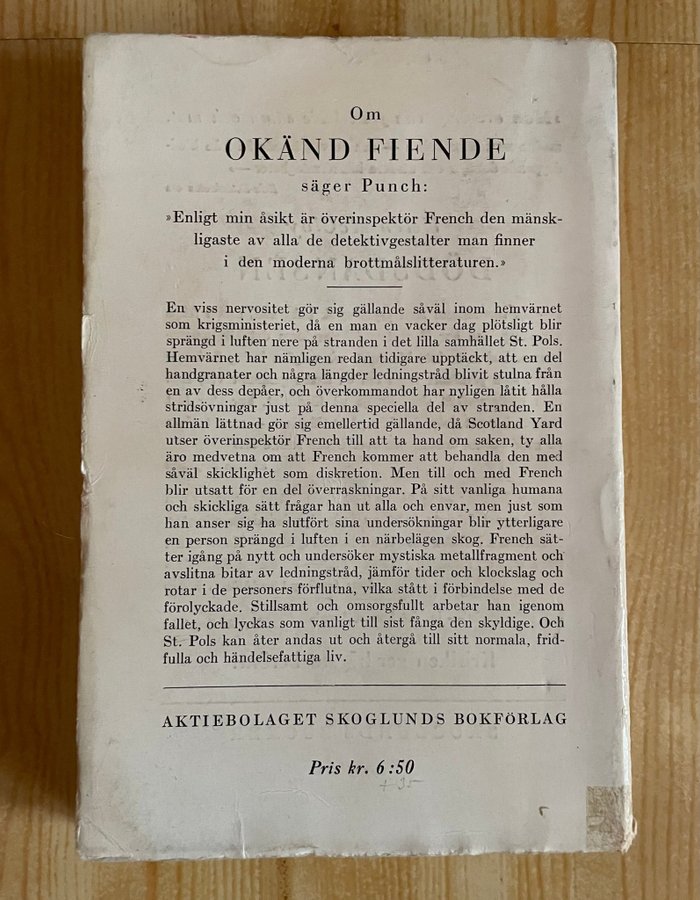 Om
OKÄND FIENDE
säger Punch:
»Enligt min åsikt är överinspektör French den mänsk-
ligaste av alla de detektivgestalter man finner
i den moderna brottmålslitteraturen.»
En viss nervositet gör sig gällande såväl inom hemvärnet
som krigsministeriet, då en man en vacker dag plötsligt blir
sprängd i luften nere på stranden i det lilla samhället St. Pols.
Hemvärnet har nämligen redan tidigare upptäckt, att en del
handgranater och några längder ledningstråd blivit stulna från
en av dess depåer, och överkommandot har nyligen låtit hålla
stridsövningar just på denna speciella del av stranden. En
allmän lättnad gör sig emellertid gällande, då Scotland Yard
utser överinspektör French till att ta hand om saken, ty alla
äro medvetna om att French kommer att behandla den med
såväl skicklighet som diskretion. Men till och med French
blir utsatt för en del överraskningar. På sitt vanliga humana
och skickliga sätt frågar han ut alla och envar, men just som
han anser sig ha slutfört sina undersökningar blir ytterligare
en person sprängd i luften i en närbelägen skog. French sät-
ter igång på nytt och undersöker mystiska metallfragment och
avslitna bitar av ledningstråd, jämför tider och klockslag och
rotar i de personers förflutna, vilka stått i förbindelse med de
förolyckade. Stillsamt och omsorgsfullt arbetar han igenom
fallet, och lyckas som vanligt till sist fånga den skyldige. Och
St. Pols kan åter andas ut och återgå till sitt normala, frid-
fulla och händelsefattiga liv.
AKTIEBOLAGET SKOGLUNDS BOKFÖRLAG
Pris kr. 6:50